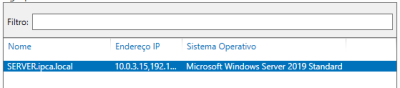 Filtro:
Nome Endereço IP Sistema Operativo
SERVER.ipca.local 10.0.3.15,192.1... Microsoft Windows Server 2019 Standard